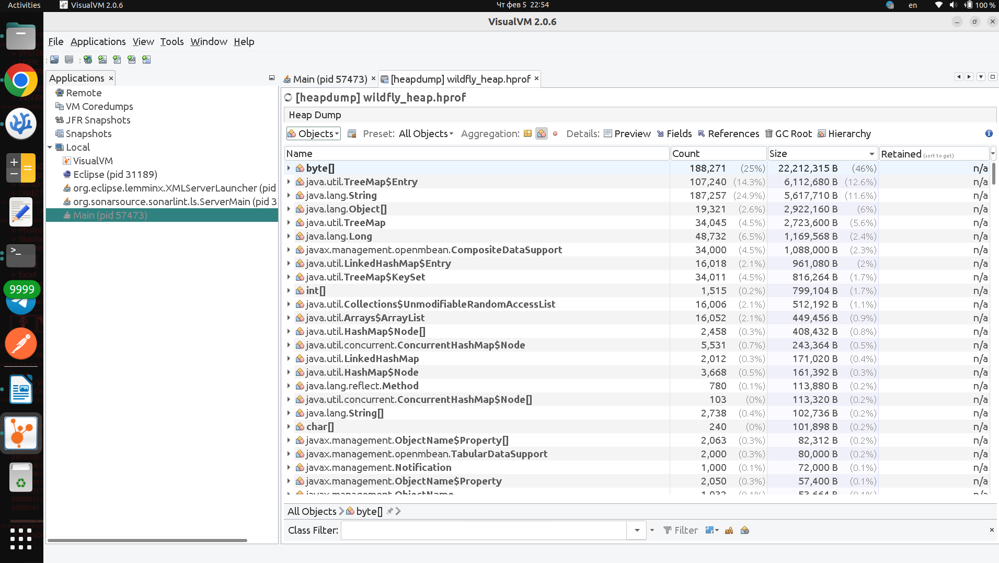 Activities
VisualVM 2.0.6
Чт фев 5 22:54
en
100 %
VisualVM 2.0.6
File Applications View Tools Window Help
Applications ×
Main (pid 57473) ×
[heapdump] wildfly_heap.hprof ×
Remote
VM Coredumps
JFR Snapshots
Snapshots
Local
VisualVM
Eclipse (pid 31189)
org.eclipse.lemminx.XMLServerLauncher (pid
org.sonarsource.sonarlint.ls.ServerMain (pid 3
Main (pid 57473)
9999
[heapdump] wildfly_heap.hprof
Heap Dump
Objects Preset: All Objects Aggregation: Details: Preview Fields References GC Root Hierarchy
Name Count Size Retained (sort to get)
byte[] 188,271 (25%) 22,212,315 B (46%) n/a
java.util.TreeMap$Entry 107,240 (14.3%) 6,112,680 B (12.6%) n/a
java.lang.String 187,257 (24.9%) 5,617,710 B (11.6%) n/a
java.lang.Object[] 19,321 (2.6%) 2,922,160 B (6%) n/a
java.util.TreeMap 34,045 (4.5%) 2,723,600 B (5.6%) n/a
java.lang.Long 48,732 (6.5%) 1,169,568 B (2.4%) n/a
javax.management.openmbean.CompositeDataSupport 34,000 (4.5%) 1,088,000 B (2.3%) n/a
java.util.LinkedHashMap$Entry 16,018 (2.1%) 961,080 B (2%) n/a
java.util.TreeMap$KeySet 34,011 (4.5%) 816,264 B (1.7%) n/a
int[] 1,515 (0.2%) 799,104 B (1.7%) n/a
java.util.Collections$UnmodifiableRandomAccessList 16,006 (2.1%) 512,192 B (1.1%) n/a
java.util.Arrays$ArrayList 16,052 (2.1%) 449,456 B (0.9%) n/a
java.util.HashMap$Node[] 2,458 (0.3%) 408,432 B (0.8%) n/a
java.util.concurrent.ConcurrentHashMap$Node 5,531 (0.7%) 243,364 B (0.5%) n/a
java.util.LinkedHashMap 2,012 (0.3%) 171,020 B (0.4%) n/a
java.util.HashMap$Node 3,668 (0.5%) 161,392 B (0.3%) n/a
java.lang.reflect.Method 780 (0.1%) 113,880 B (0.2%) n/a
java.util.concurrent.ConcurrentHashMap$Node[] 103 (0%) 113,320 B (0.2%) n/a
java.lang.String[] 2,738 (0.4%) 102,736 B (0.2%) n/a
char[] 240 (0%) 101,898 B (0.2%) n/a
javax.management.ObjectName$Property[] 2,063 (0.3%) 82,312 B (0.2%) n/a
javax.management.openmbean.TabularDataSupport 2,000 (0.3%) 80,000 B (0.2%) n/a
javax.management.Notification 1,000 (0.1%) 72,000 B (0.1%) n/a
javax.management.ObjectName$Property 2,050 (0.3%) 57,400 B (0.1%) n/a
javax.management.ObjectName 1,032 (0.1%) 53,664 B (0.1%) n/a
All Objects byte[]
Class Filter: Filter aA